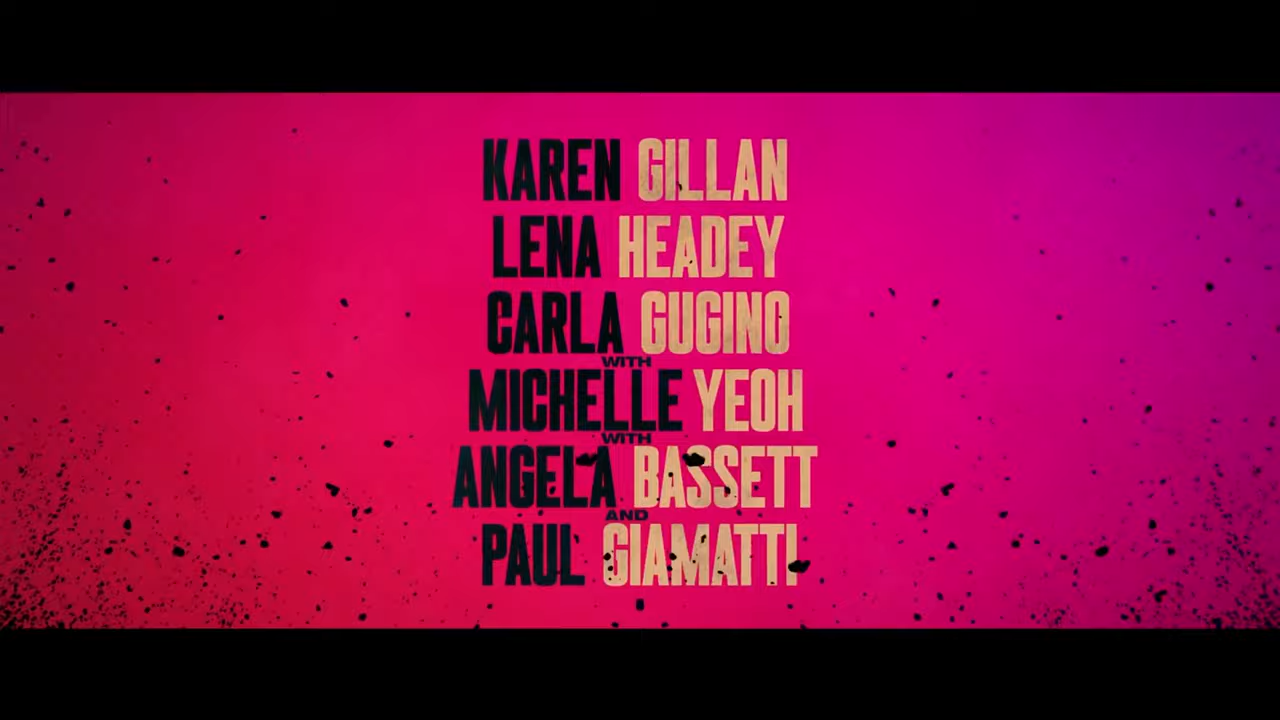 KAREN GILLAN
LENA HEADEY
CARLA GUGINO
WITH
MICHELLE YEOH
WITH
ANGELA BASSETT
AND
PAUL GIAMATTI